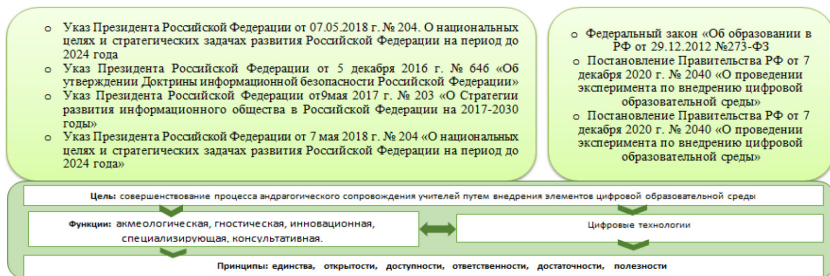 o Указ Президента Российской Федерации от 07.05.2018 г. № 204. О национальных
целях и стратегических задачах развития Российской Федерации на период до
2024 года
o Указ Президента Российской Федерации от 5 декабря 2016 г. № 646 «Об
утверждении Доктрины информационной безопасности Российской Федерации»
o Указ Президента Российской Федерации от9мая 2017 г. № 203 «О Стратегии
развития информационного общества в Российской Федерации на 2017-2030
годы»
o Указ Президента Российской Федерации от 7 мая 2018 г. № 204 «О национальных
целях и стратегических задачах развития Российской Федерации на период до
2024 года»
o Федеральный закон «Об образовании в
РФ от 29.12.2012 №273-ФЗ
o Постановление Правительства РФ от 7
декабря 2020 г. № 2040 «О проведении
эксперимента по внедрению цифровой
образовательной среды»
o Постановление Правительства РФ от 7
декабря 2020 г. № 2040 «О проведении
эксперимента по внедрению цифровой
образовательной среды»
Цель: совершенствование процесса андрагогического сопровождения учителей путем внедрения элементов цифровой образовательной среды
Функции: акмеологическая, гностическая, инновационная,
специализирующая, консультативная.
Цифровые технологии
Принципы: единства, открытости, доступности, ответственности, достаточности, полезности